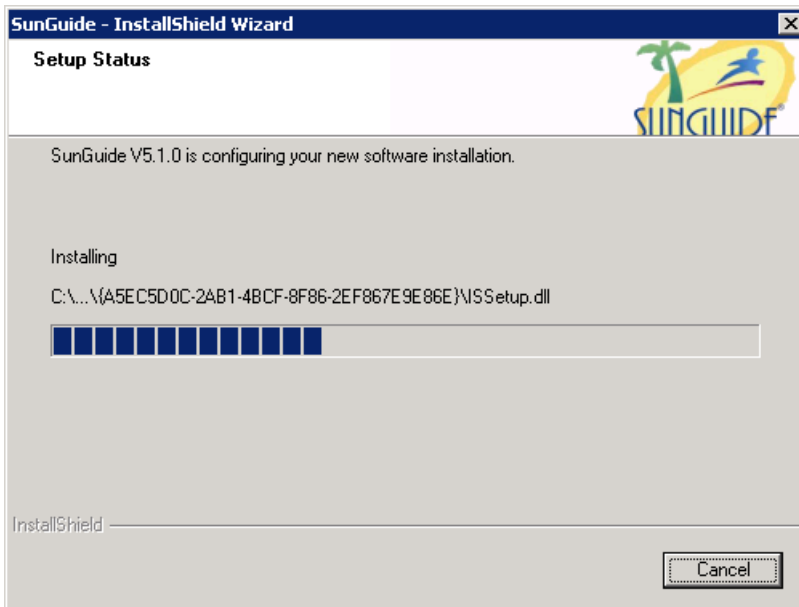 SunGuide - InstallShield Wizard
Setup Status
SUNGUIDE®
SunGuide V5.1.0 is configuring your new software installation.
Installing
C:\...\{A5EC5D0C-2AB1-4BCF-8F86-2EF867E9E86E}\ISSetup.dll
InstallShield
Cancel